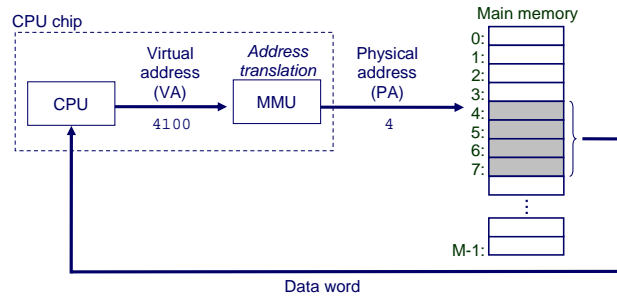 CPU chip
Main memory
Virtual
address
(VA)
Address
translation
Physical
address
(PA)
CPU
MMU
4100
4
0:
1:
2:
3:
4:
5:
6:
7:
...
M-1:
Data word